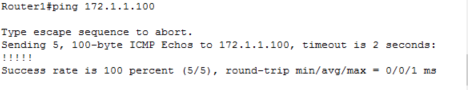 Router1#ping 172.1.1.100
Type escape sequence to abort.
Sending 5, 100-byte ICMP Echos to 172.1.1.100, timeout is 2 seconds:
!!!!!
Success rate is 100 percent (5/5), round-trip min/avg/max = 0/0/1 ms